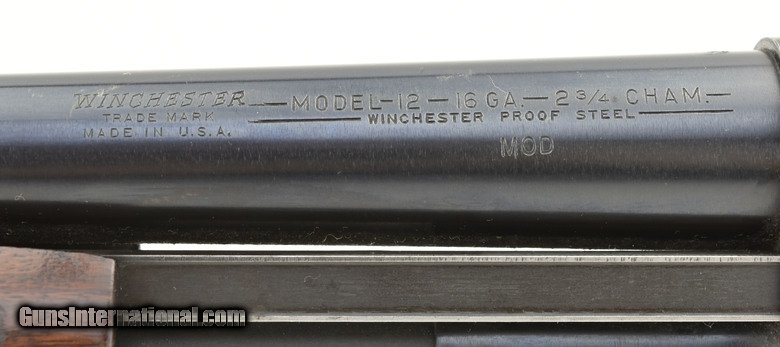 WINCHESTER
TRADE MARK
MADE IN U.S.A.
MODEL-12-16 GA.-2 3/4 CHAM.
WINCHESTER PROOF STEEL
MOD
GunsInternational.com